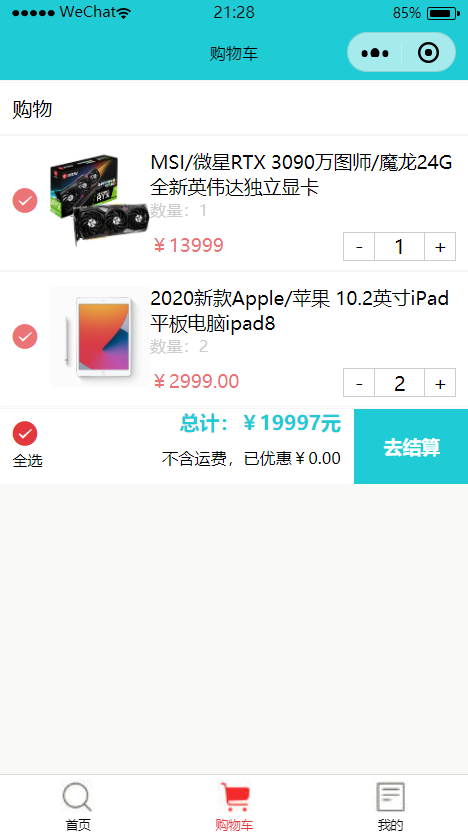 WeChat 21:28 85%
购物车
购物
MSI/微星RTX 3090万图师/魔龙24G
全新英伟达独立显卡
数量：1
￥13999 - 1 +
2020新款Apple/苹果 10.2英寸iPad
平板电脑ipad8
数量：2
￥2999.00 - 2 +
总计：￥19997元
去结算
全选 不含运费，已优惠￥0.00
首页 购物车 我的